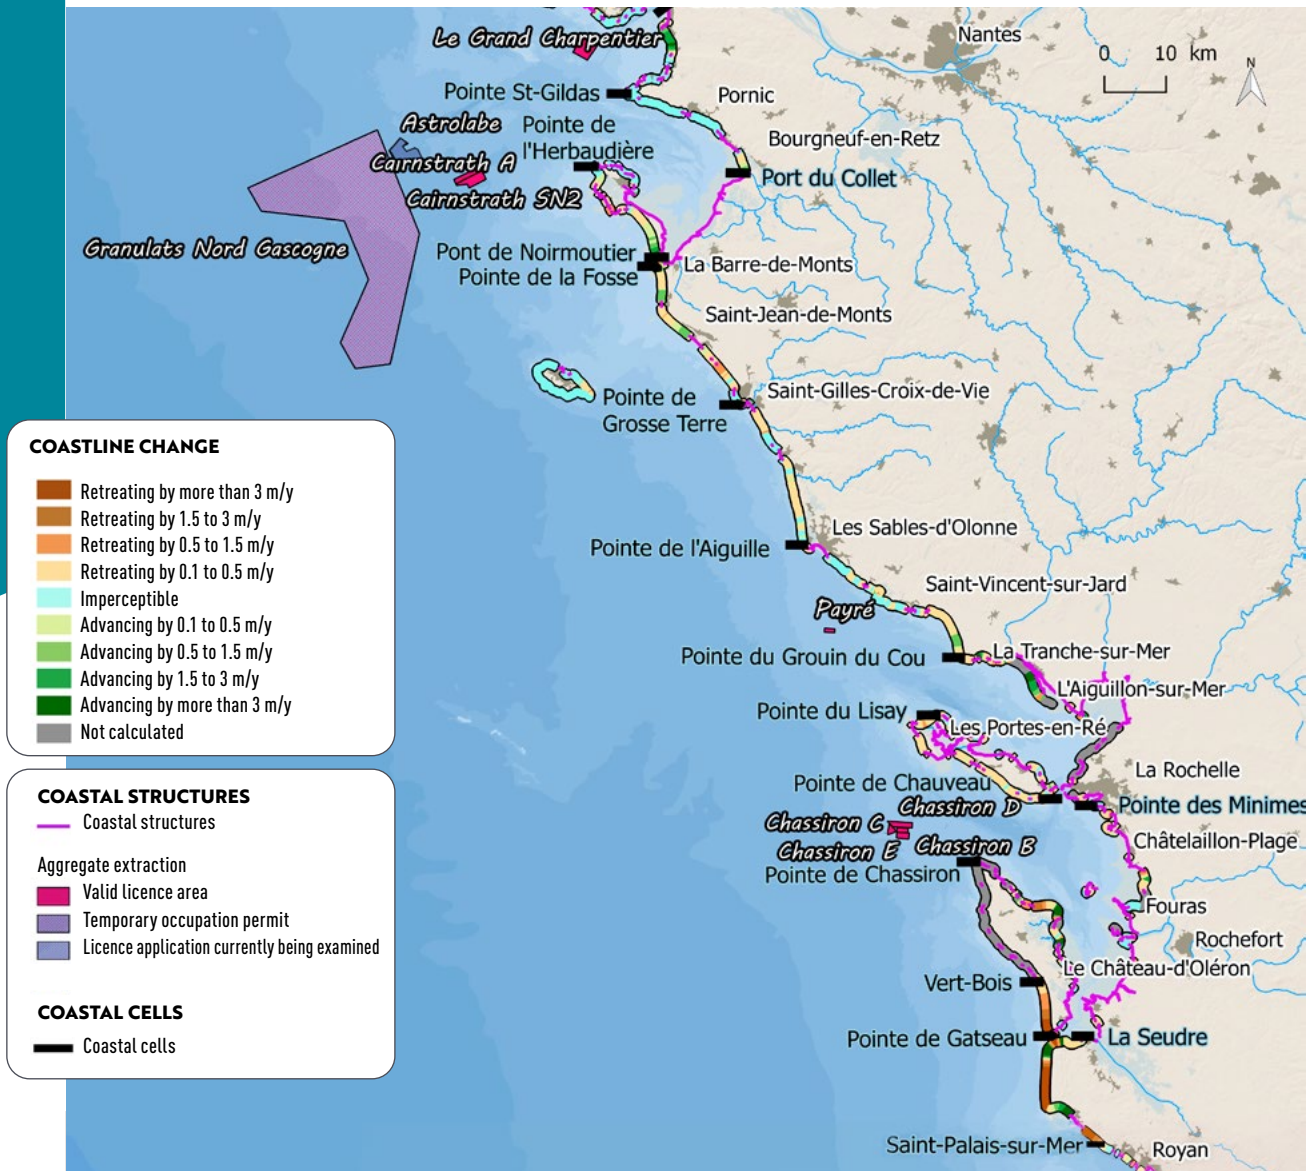 Le Grand Charpentier
Nantes
0 10 km
N
Pointe St-Gildas
Pornic
Astrolabe
Pointe de
l'Herbaudière
Bourgneuf-en-Retz
Cairnstrath A
Port du Collet
Cairnstrath SN2
Granulats Nord Gascogne
Pont de Noirmoutier
Pointe de la Fosse
La Barre-de-Monts
Saint-Jean-de-Monts
Pointe de
Grosse Terre
Saint-Gilles-Croix-de-Vie
Les Sables-d'Olonne
Pointe de l'Aiguille
Saint-Vincent-sur-Jard
Payré
Pointe du Grouin du Cou
La Tranche-sur-Mer
L'Aiguillon-sur-Mer
Pointe du Lisay
Les Portes-en-Ré
La Rochelle
Pointe de Chauveau
Chassiron D
Pointe des Minimes
Chassiron C
Chassiron E
Chassiron B
Châtelaillon-Plage
Pointe de Chassiron
Fouras
Rochefort
Le Château-d'Oléron
Vert-Bois
Pointe de Gatseau
La Seudre
Saint-Palais-sur-Mer
Royan
COASTLINE CHANGE
Retreating by more than 3 m/y
Retreating by 1.5 to 3 m/y
Retreating by 0.5 to 1.5 m/y
Retreating by 0.1 to 0.5 m/y
Imperceptible
Advancing by 0.1 to 0.5 m/y
Advancing by 0.5 to 1.5 m/y
Advancing by 1.5 to 3 m/y
Advancing by more than 3 m/y
Not calculated
COASTAL STRUCTURES
Coastal structures
Aggregate extraction
Valid licence area
Temporary occupation permit
Licence application currently being examined
COASTAL CELLS
Coastal cells